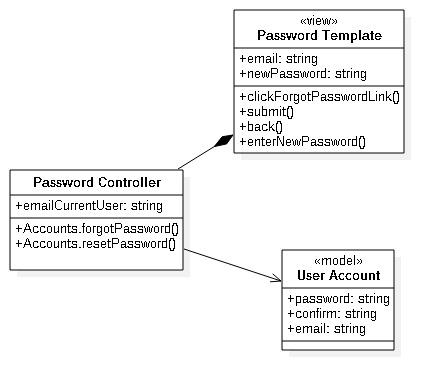 «view»
Password Template
+email: string
+newPassword: string
+clickForgotPasswordLink()
+submit()
+back()
+enterNewPassword()
Password Controller
+emailCurrentUser: string
+Accounts.forgotPassword()
+Accounts.resetPassword()
«model»
User Account
+password: string
+confirm: string
+email: string